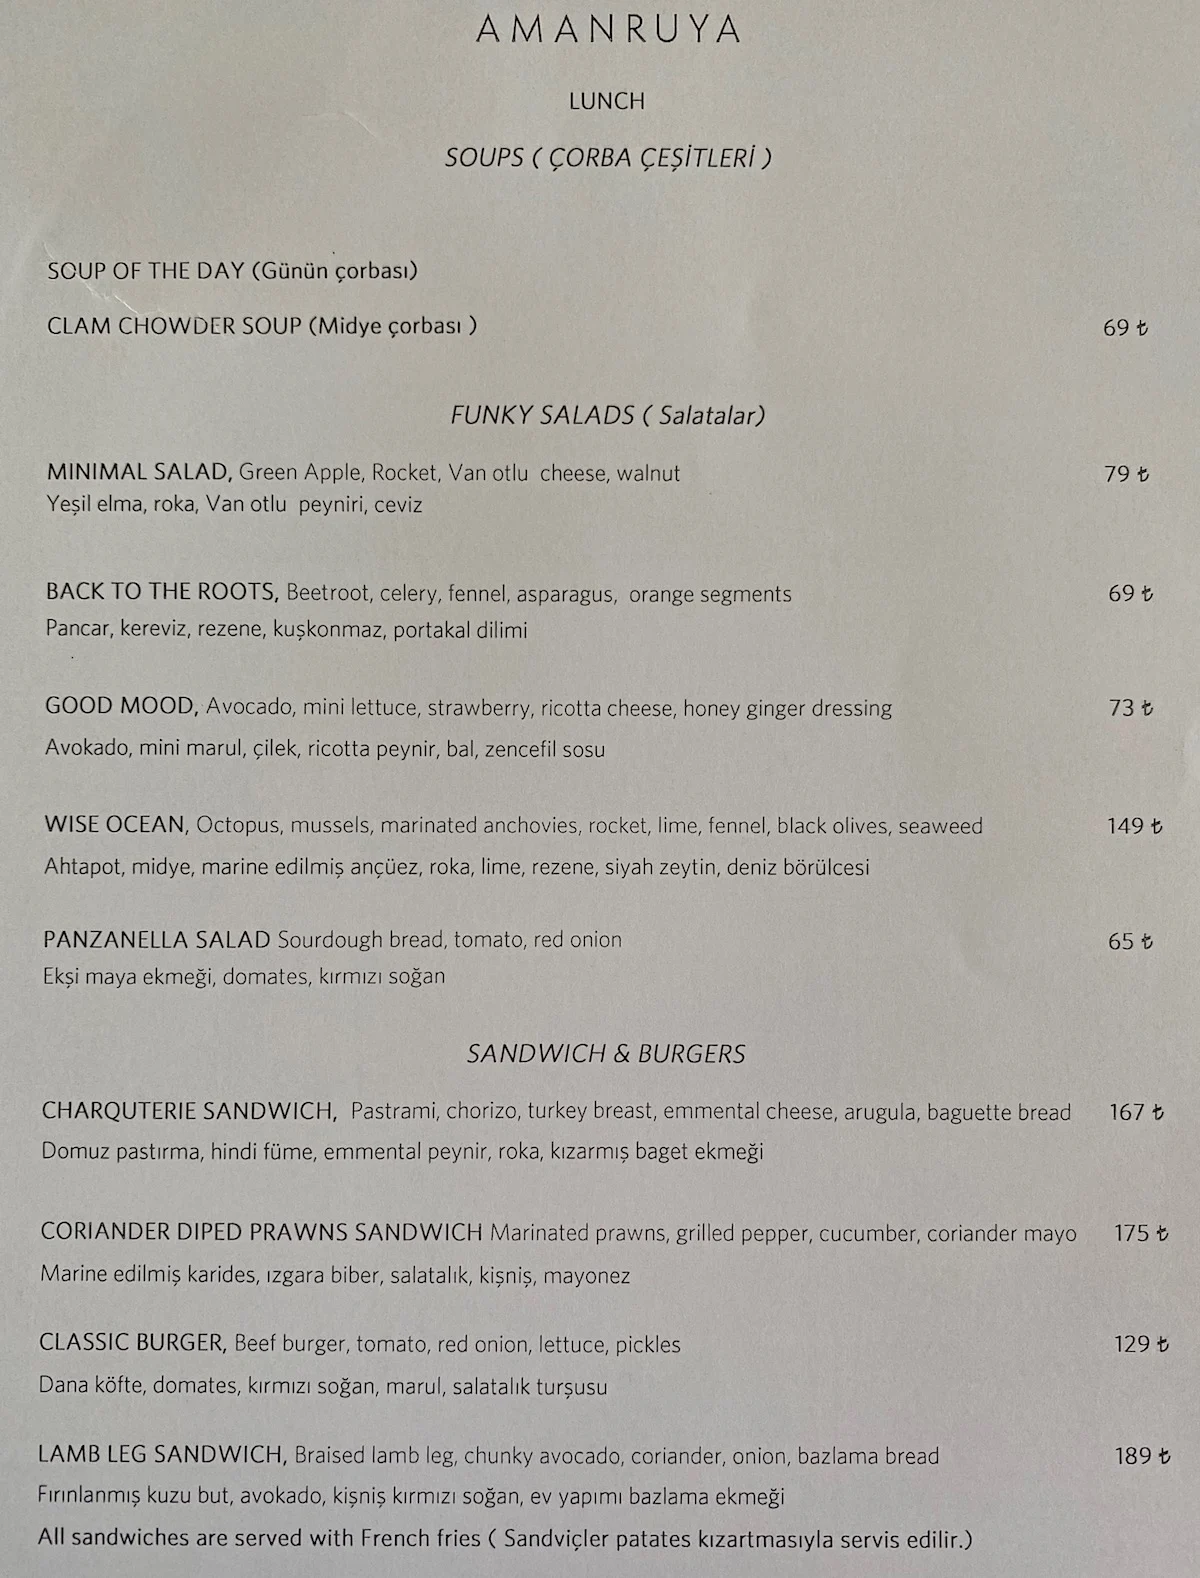 AMANRUYA
LUNCH
SOUPS ( ÇORBA ÇEŞİTLERİ )
SOUP OF THE DAY (Günün çorbası)
CLAM CHOWDER SOUP (Midye çorbası ) 69 ₺
FUNKY SALADS ( Salatalar)
MINIMAL SALAD, Green Apple, Rocket, Van otlu cheese, walnut 79 ₺
Yeşil elma, roka, Van otlu peyniri, ceviz
BACK TO THE ROOTS, Beetroot, celery, fennel, asparagus, orange segments 69 ₺
Pancar, kereviz, rezene, kuşkonmaz, portakal dilimi
GOOD MOOD, Avocado, mini lettuce, strawberry, ricotta cheese, honey ginger dressing 73 ₺
Avokado, mini marul, çilek, ricotta peynir, bal, zencefil sosu
WISE OCEAN, Octopus, mussels, marinated anchovies, rocket, lime, fennel, black olives, seaweed 149 ₺
Ahtapot, midye, marine edilmiş ançüez, roka, lime, rezene, siyah zeytin, deniz börülcesi
PANZANELLA SALAD Sourdough bread, tomato, red onion 65 ₺
Ekşi maya ekmeği, domates, kırmızı soğan
SANDWICH & BURGERS
CHARQUTERIE SANDWICH, Pastrami, chorizo, turkey breast, emmental cheese, arugula, baguette bread 167 ₺
Domuz pastırma, hindi füme, emmental peynir, roka, kızarmış baget ekmeği
CORIANDER DIPED PRAWNS SANDWICH Marinated prawns, grilled pepper, cucumber, coriander mayo 175 ₺
Marine edilmiş karides, ızgara biber, salatalık, kişniş, mayonez
CLASSIC BURGER, Beef burger, tomato, red onion, lettuce, pickles 129 ₺
Dana köfte, domates, kırmızı soğan, marul, salatalık turşusu
LAMB LEG SANDWICH, Braised lamb leg, chunky avocado, coriander, onion, bazlama bread 189 ₺
Fırınlanmış kuzu but, avokado, kişniş kırmızı soğan, ev yapımı bazlama ekmeği
All sandwiches are served with French fries ( Sandviçler patates kızartmasıyla servis edilir.)